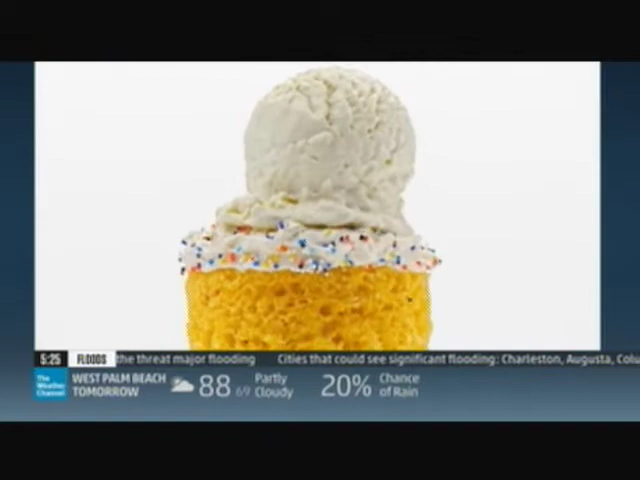 5:25 FLOODS the threat major flooding Cities that could see significant flooding: Charleston, Augusta, Colu
The Weather Channel
WEST PALM BEACH TOMORROW
88 69 Partly Cloudy
20% Chance of Rain